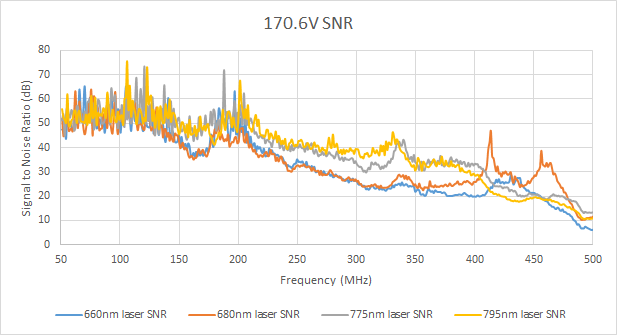 170.6V SNR
80
70
60
50
40
30
20
10
0
Signal to Noise Ratio (dB)
50 100 150 200 250 300 350 400 450 500
Frequency (MHz)
660nm laser SNR 680nm laser SNR 775nm laser SNR 795nm laser SNR